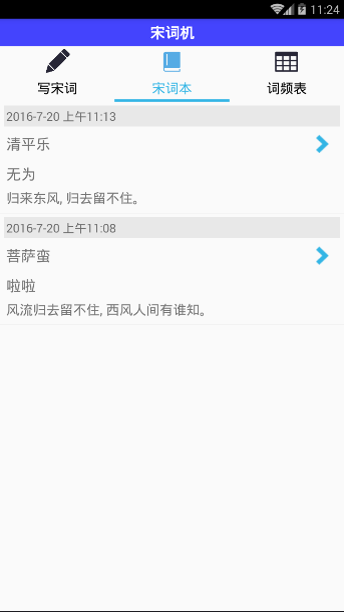 11:24
宋词机
写宋词
宋词本
词频表
2016-7-20 上午11:13
清平乐
无为
归来东风, 归去留不住。
2016-7-20 上午11:08
菩萨蛮
啦啦
风流归去留不住, 西风人间有谁知。